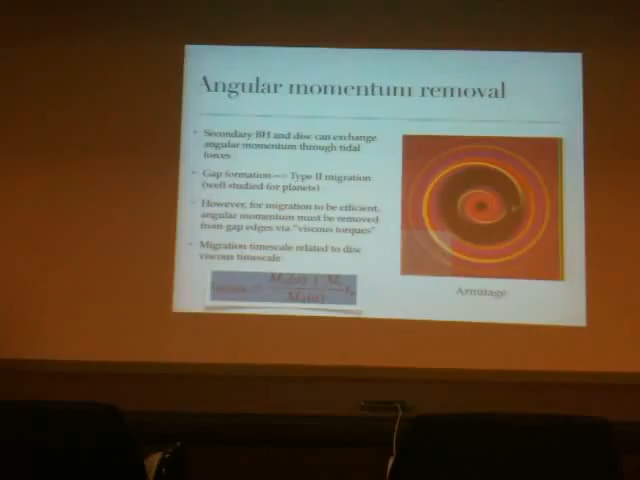 Angular momentum removal
Secondary BH and disc can exchange
angular momentum through tidal
forces
Gap formation —> Type II migration
(well studied for planets)
However, for migration to be efficient,
angular momentum must be removed
from gap edges via "viscous torques"
Migration timescale related to disc
viscous timescale:
Armitage